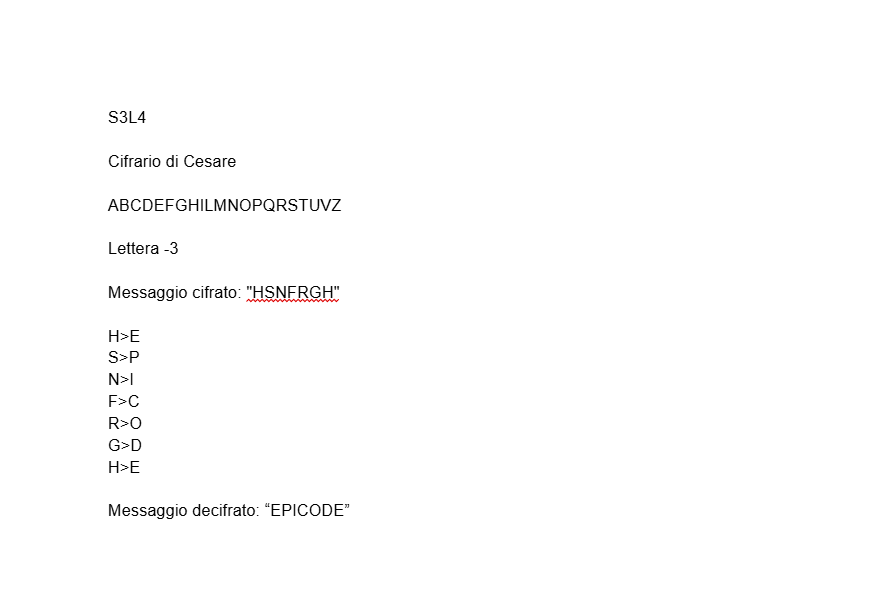 S3L4
Cifrario di Cesare
ABCDEFGHILMNOPQRSTUVZ
Lettera -3
Messaggio cifrato: "HSNFRGH"
H>E
S>P
N>I
F>C
R>O
G>D
H>E
Messaggio decifrato: “EPICODE”